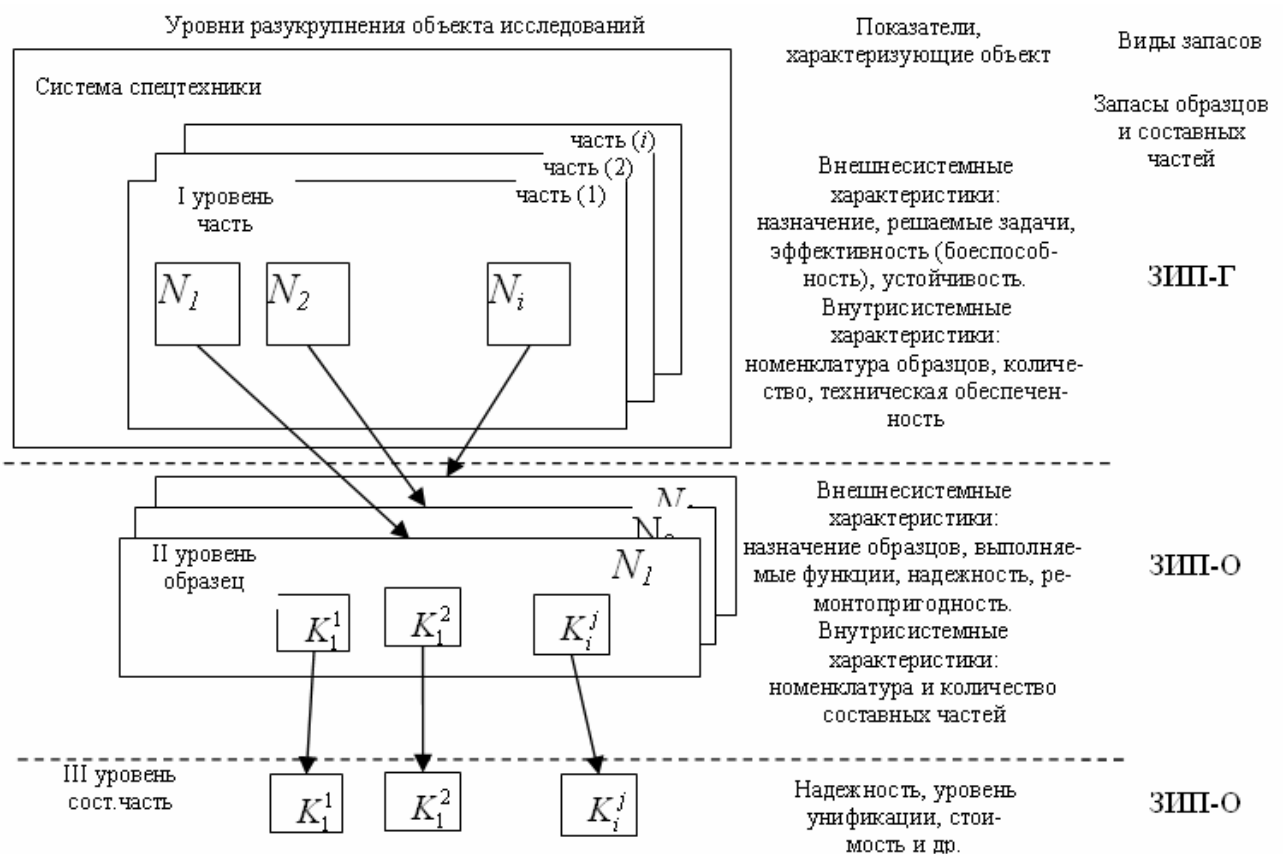 Уровни разукрупнения объекта исследований
Показатели,
характеризующие объект
Виды запасов
Система спецтехники
Запасы образцов
и составных
частей
часть (i)
часть (2)
часть (1)
I уровень
часть
N1
N2
Ni
Внешнесистемные
характеристики:
назначение, решаемые задачи,
эффективность (боеспособ-
ность), устойчивость.
Внутрисистемные
характеристики:
номенклатура образцов, количе-
ство, техническая обеспечен-
ность
ЗИП-Г
II уровень
образец
N
N
N1
K₁¹
K₁²
Kᵢʲ
Внешнесистемные
характеристики:
назначение образцов, выполняе-
мые функции, надежность, ре-
монтопригодность.
Внутрисистемные
характеристики:
номенклатура и количество
составных частей
ЗИП-О
III уровень
сост.часть
K₁¹
K₁²
Kᵢʲ
Надежность, уровень
унификации, стои-
мость и др.
ЗИП-О